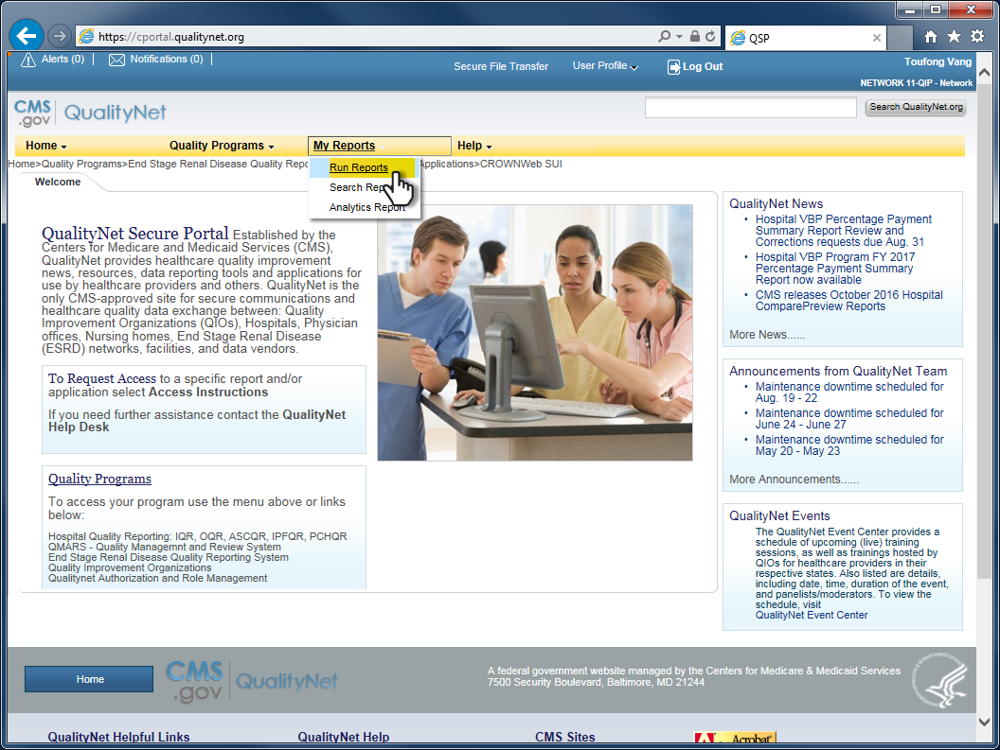 https://cportal.qualitynet.org
QSP
Alerts (0)
Notifications (0)
Secure File Transfer
User Profile
Log Out
Toufong Vang
NETWORK 11-QIP - Network
CMS
.gov
QualityNet
Search QualityNet.org
Home
Quality Programs
My Reports
Help
Home>Quality Programs>End Stage Renal Disease Quality Repo
Applications>CROWNWeb SUI
Run Reports
Search Rep
Analytics Report
Welcome
QualityNet Secure Portal Established by the
Centers for Medicare and Medicaid Services (CMS),
QualityNet provides healthcare quality improvement
news, resources, data reporting tools and applications for
use by healthcare providers and others. QualityNet is the
only CMS-approved site for secure communications and
healthcare quality data exchange between: Quality
Improvement Organizations (QIOs), Hospitals, Physician
offices, Nursing homes, End Stage Renal Disease
(ESRD) networks, facilities, and data vendors.
To Request Access to a specific report and/or
application select Access Instructions
If you need further assistance contact the QualityNet
Help Desk
Quality Programs
To access your program use the menu above or links
below:
Hospital Quality Reporting: IQR, OQR, ASCQR, IPFQR, PCHQR
QMARS - Quality Managemnt and Review System
End Stage Renal Disease Quality Reporting System
Quality Improvement Organizations
Qualitynet Authorization and Role Management
QualityNet News
• Hospital VBP Percentage Payment
Summary Report Review and
Corrections requests due Aug. 31
• Hospital VBP Program FY 2017
Percentage Payment Summary
Report now available
• CMS releases October 2016 Hospital
ComparePreview Reports
More News......
Announcements from QualityNet Team
• Maintenance downtime scheduled for
Aug. 19 - 22
• Maintenance downtime scheduled for
June 24 - June 27
• Maintenance downtime scheduled for
May 20 - May 23
More Announcements......
QualityNet Events
The QualityNet Event Center provides a
schedule of upcoming (live) training
sessions, as well as trainings hosted by
QIOs for healthcare providers in their
respective states. Also listed are details,
including date, time, duration of the event,
and panelists/moderators. To view the
schedule, visit
QualityNet Event Center
Home
CMS
.gov
QualityNet
A federal government website managed by the Centers for Medicare & Medicaid Services
7500 Security Boulevard, Baltimore, MD 21244
QualityNet Helpful Links
QualityNet Help
CMS Sites
Acrobat